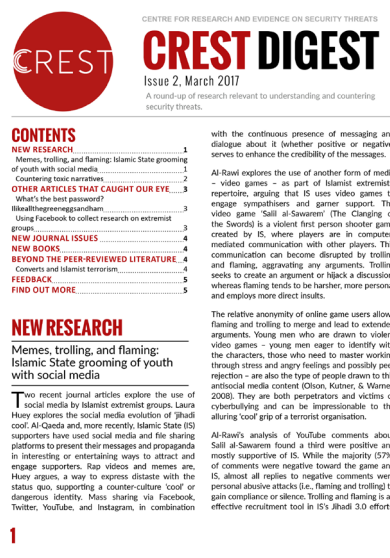 CENTRE FOR RESEARCH AND EVIDENCE ON SECURITY THREATS
CREST
CREST DIGEST
Issue 2, March 2017
A round-up of research relevant to understanding and countering
security threats.
CONTENTS
NEW RESEARCH 1
Memes, trolling, and flaming: Islamic State grooming
of youth with social media 1
Countering toxic narratives 2
OTHER ARTICLES THAT CAUGHT OUR EYE 3
What's the best password?
Ilikeallthegreeneggsandham 3
Using Facebook to collect research on extremist
groups 3
NEW JOURNAL ISSUES 4
NEW BOOKS 4
BEYOND THE PEER-REVIEWED LITERATURE 4
Converts and Islamist terrorism 4
FEEDBACK 5
FIND OUT MORE 5
NEW RESEARCH
Memes, trolling, and flaming:
Islamic State grooming of youth
with social media
Two recent journal articles explore the use of
social media by Islamist extremist groups. Laura
Huey explores the social media evolution of 'jihadi
cool'. Al-Qaeda and, more recently, Islamic State (IS)
supporters have used social media and file sharing
platforms to present their messages and propaganda
in interesting or entertaining ways to attract and
engage supporters. Rap videos and memes are,
Huey argues, a way to express distaste with the
status quo, supporting a counter-culture 'cool' or
dangerous identity. Mass sharing via Facebook,
Twitter, YouTube, and Instagram, in combination
with the continuous presence of messaging an
dialogue about it (whether positive or negative
serves to enhance the credibility of the messages.
Al-Rawi explores the use of another form of medi
– video games – as part of Islamist extremist
repertoire, arguing that IS uses video games t
engage sympathisers and garner support. Th
video game 'Salil al-Sawarem' (The Clanging o
the Swords) is a violent first person shooter gam
created by IS, where players are in computer
mediated communication with other players. Thi
communication can become disrupted by trollin
and flaming, aggravating any arguments. Trollin
seeks to create an argument or hijack a discussion
whereas flaming tends to be harsher, more persona
and employs more direct insults.
The relative anonymity of online game users allow
flaming and trolling to merge and lead to extende
arguments. Young men who are drawn to violen
video games – young men eager to identify wit
the characters, those who need to master workin
through stress and angry feelings and possibly pee
rejection – are also the type of people drawn to thi
antisocial media content (Olson, Kutner, & Warne
2008). They are both perpetrators and victims o
cyberbullying and can be impressionable to th
alluring 'cool' grip of a terrorist organisation.
Al-Rawi's analysis of YouTube comments abou
Salil al-Sawarem found a third were positive an
mostly supportive of IS. While the majority (57%
of comments were negative toward the game an
IS, almost all replies to negative comments wer
personal abusive attacks (i.e., flaming and trolling) t
gain compliance or silence. Trolling and flaming is a
effective recruitment tool in IS's Jihadi 3.0 effort
1